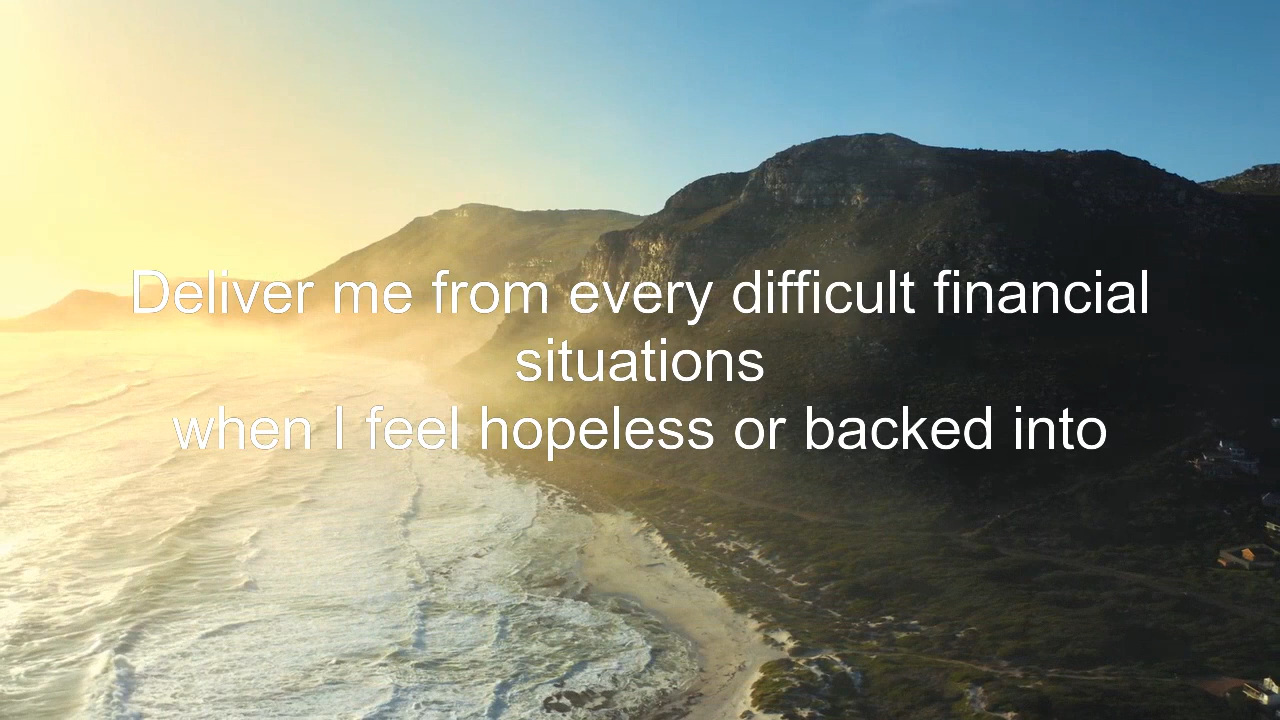 Deliver me from every difficult financial
situations
when I feel hopeless or backed into